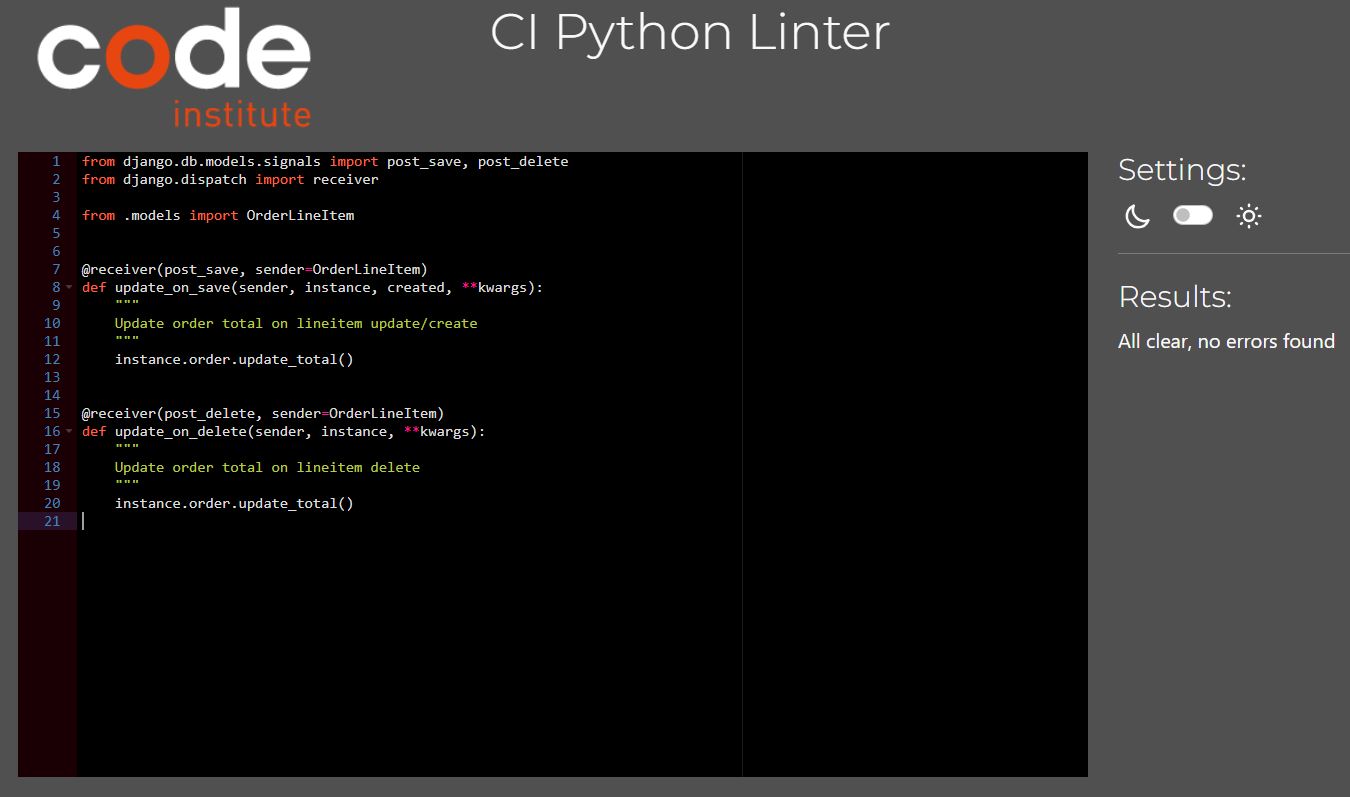 code
institute
CI Python Linter
1 from django.db.models.signals import post_save, post_delete
2 from django.dispatch import receiver
3
4 from .models import OrderLineItem
5
6
7 @receiver(post_save, sender=OrderLineItem)
8 def update_on_save(sender, instance, created, **kwargs):
9     """
10     Update order total on lineitem update/create
11     """
12     instance.order.update_total()
13
14
15 @receiver(post_delete, sender=OrderLineItem)
16 def update_on_delete(sender, instance, **kwargs):
17     """
18     Update order total on lineitem delete
19     """
20     instance.order.update_total()
21
Settings:
Results:
All clear, no errors found